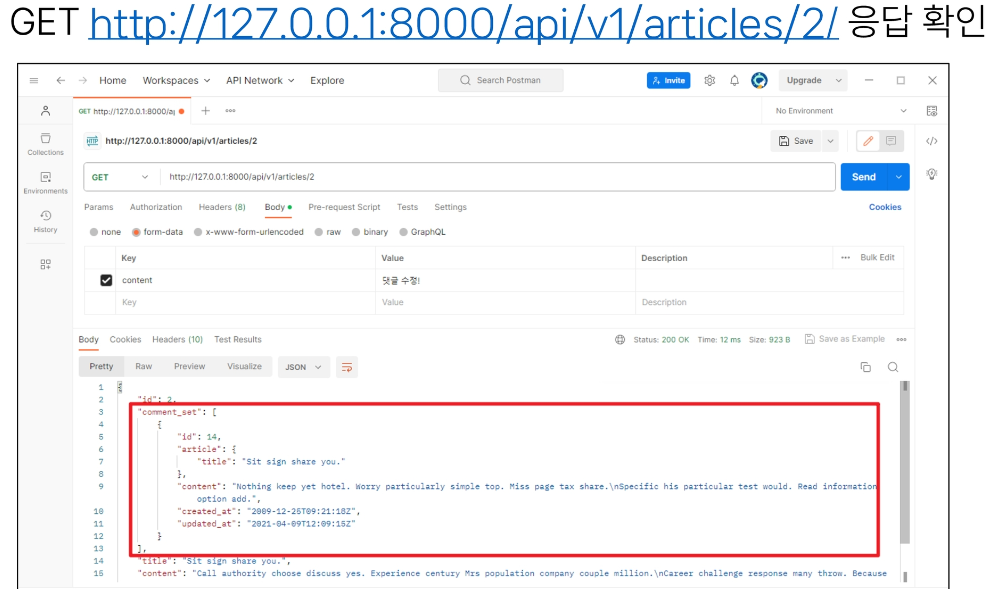 GET http://127.0.0.1:8000/api/v1/articles/2/ 응답 확인
Home Workspaces API Network Explore Search Postman Invite Upgrade
GET http://127.0.0.1:8000/a No Environment
HTTP http://127.0.0.1:8000/api/v1/articles/2 Save
Collections
GET http://127.0.0.1:8000/api/v1/articles/2 Send
Environments
Params Authorization Headers (8) Body Pre-request Script Tests Settings Cookies
History
none form-data x-www-form-urlencoded raw binary GraphQL
Key Value Description Bulk Edit
content 댓글 수정!
Key Value Description
Body Cookies Headers (10) Test Results Status: 200 OK Time: 12 ms Size: 923 B Save as Example
Pretty Raw Preview Visualize JSON
1 {
2 "id": 2,
3 "comment_set": [
4 {
5 "id": 14,
6 "article": {
7 "title": "Sit sign share you."
8 },
9 "content": "Nothing keep yet hotel. Worry particularly simple top. Miss page tax share.\nSpecific his particular test would. Read information
option add.",
10 "created_at": "2009-12-25T09:21:18Z",
11 "updated_at": "2021-04-09T12:09:15Z"
12 }
13 ],
14 "title": "Sit sign share you.",
15 "content": "Call authority choose discuss yes. Experience century Mrs population company couple million.\nCareer challenge response many throw. Because